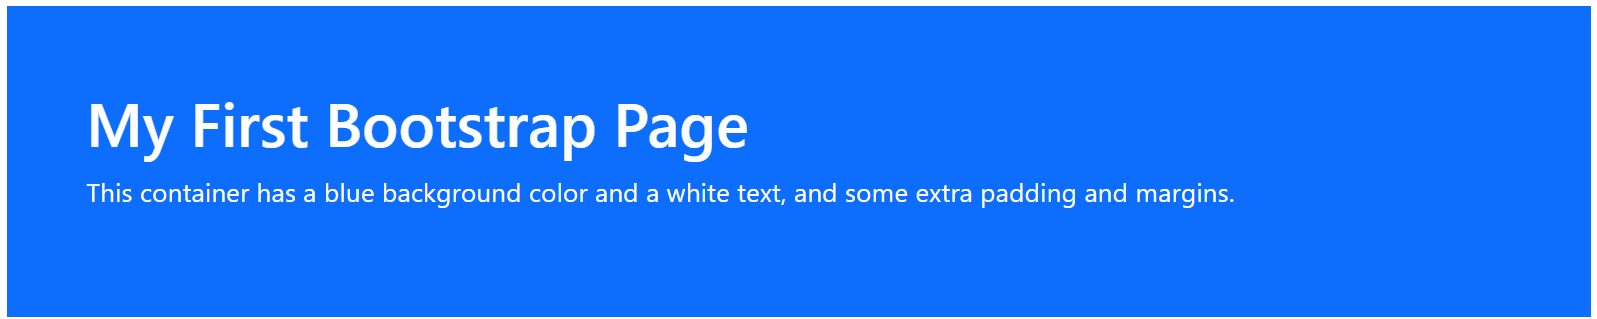 My First Bootstrap Page
This container has a blue background color and a white text, and some extra padding and margins.